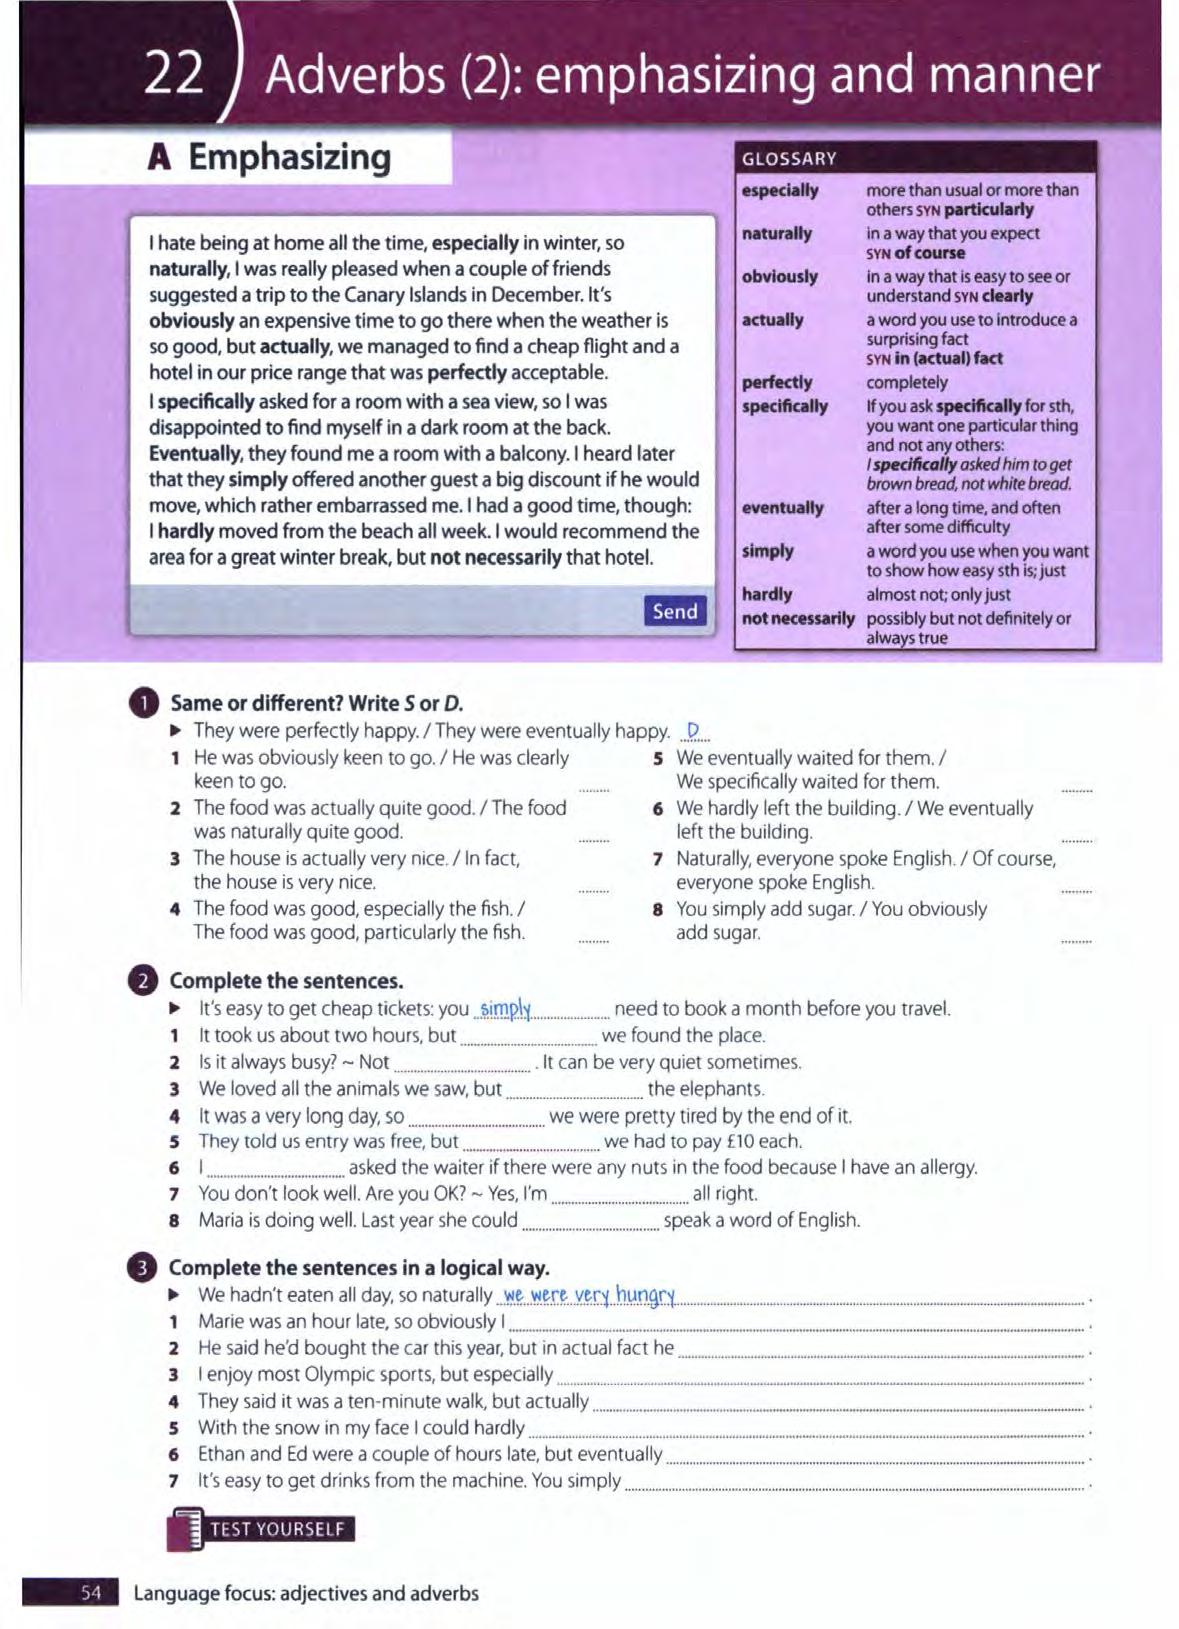 22 Adverbs (2): emphasizing and manner
A Emphasizing
I hate being at home all the time, especially in winter, so
naturally, I was really pleased when a couple of friends
suggested a trip to the Canary Islands in December. It's
obviously an expensive time to go there when the weather is
so good, but actually, we managed to find a cheap flight and a
hotel in our price range that was perfectly acceptable.
I specifically asked for a room with a sea view, so I was
disappointed to find myself in a dark room at the back.
Eventually, they found me a room with a balcony. I heard later
that they simply offered another guest a big discount if he would
move, which rather embarrassed me. I had a good time, though:
I hardly moved from the beach all week. I would recommend the
area for a great winter break, but not necessarily that hotel.
Send
GLOSSARY
especially more than usual or more than
others SYN particularly
naturally in a way that you expect
SYN of course
obviously in a way that is easy to see or
understand SYN clearly
actually a word you use to introduce a
surprising fact
SYN in (actual) fact
perfectly completely
specifically If you ask specifically for sth,
you want one particular thing
and not any others:
I specifically asked him to get
brown bread, not white bread.
eventually after a long time, and often
after some difficulty
simply a word you use when you want
to show how easy sth is; just
hardly almost not; only just
not necessarily possibly but not definitely or
always true
1 Same or different? Write S or D.
▶ They were perfectly happy. / They were eventually happy. D
1 He was obviously keen to go. / He was clearly
keen to go. ........
2 The food was actually quite good. / The food
was naturally quite good. ........
3 The house is actually very nice. / In fact,
the house is very nice. ........
4 The food was good, especially the fish. /
The food was good, particularly the fish. ........
5 We eventually waited for them. /
We specifically waited for them. ........
6 We hardly left the building. / We eventually
left the building. ........
7 Naturally, everyone spoke English. / Of course,
everyone spoke English. ........
8 You simply add sugar. / You obviously
add sugar. ........
2 Complete the sentences.
▶ It's easy to get cheap tickets: you simply need to book a month before you travel.
1 It took us about two hours, but ........ we found the place.
2 Is it always busy? ~ Not ........ . It can be very quiet sometimes.
3 We loved all the animals we saw, but ........ the elephants.
4 It was a very long day, so ........ we were pretty tired by the end of it.
5 They told us entry was free, but ........ we had to pay £10 each.
6 I ........ asked the waiter if there were any nuts in the food because I have an allergy.
7 You don't look well. Are you OK? ~ Yes, I'm ........ all right.
8 Maria is doing well. Last year she could ........ speak a word of English.
3 Complete the sentences in a logical way.
▶ We hadn't eaten all day, so naturally we were very hungry ........ .
1 Marie was an hour late, so obviously I ........ .
2 He said he'd bought the car this year, but in actual fact he ........ .
3 I enjoy most Olympic sports, but especially ........ .
4 They said it was a ten-minute walk, but actually ........ .
5 With the snow in my face I could hardly ........ .
6 Ethan and Ed were a couple of hours late, but eventually ........ .
7 It's easy to get drinks from the machine. You simply ........ .
TEST YOURSELF
54 Language focus: adjectives and adverbs